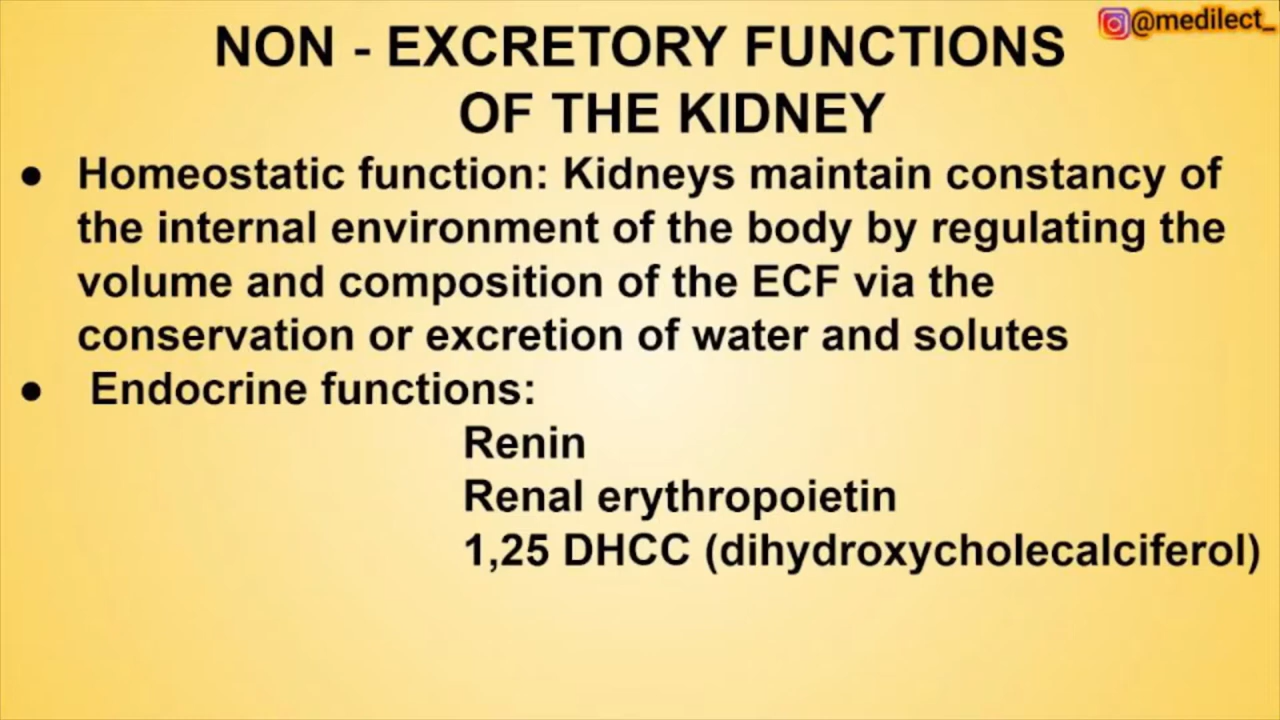 @medilect_
NON - EXCRETORY FUNCTIONS
OF THE KIDNEY
● Homeostatic function: Kidneys maintain constancy of
the internal environment of the body by regulating the
volume and composition of the ECF via the
conservation or excretion of water and solutes
● Endocrine functions:
Renin
Renal erythropoietin
1,25 DHCC (dihydroxycholecalciferol)